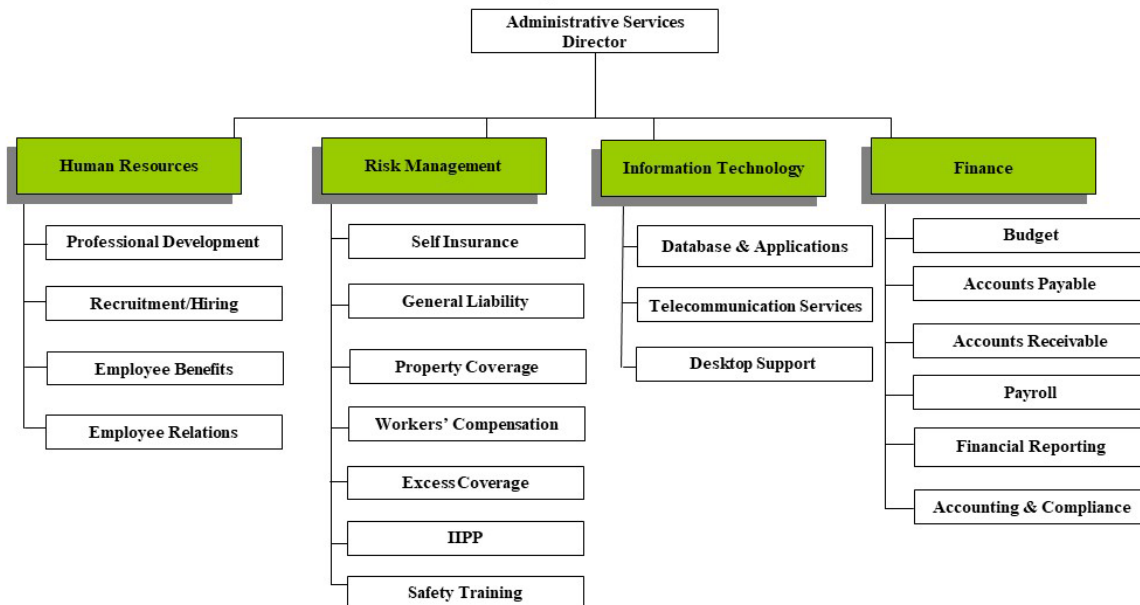 Administrative Services
Director
Human Resources
Risk Management
Information Technology
Finance
Professional Development
Recruitment/Hiring
Employee Benefits
Employee Relations
Self Insurance
General Liability
Property Coverage
Workers’ Compensation
Excess Coverage
IIPP
Safety Training
Database & Applications
Telecommunication Services
Desktop Support
Budget
Accounts Payable
Accounts Receivable
Payroll
Financial Reporting
Accounting & Compliance